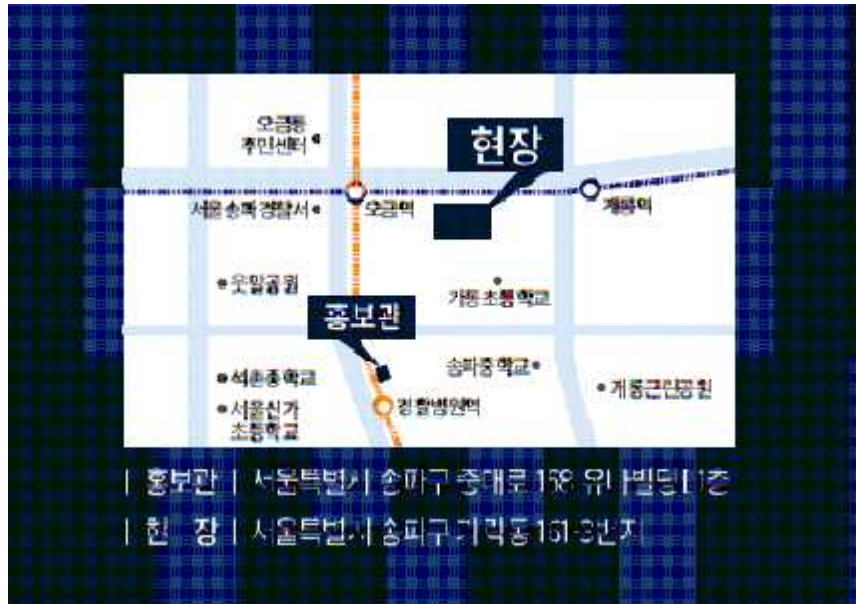 오금동
주민센터
현장
서울송파경찰서
오금역
개롱역
웃말공원
가동초등학교
홍보관
석촌중학교
송파중학교
개롱근린공원
서울신가
초등학교
경찰병원역
| 홍보관 | 서울특별시 송파구 중대로 158 유나빌딩 1층
| 현 장 | 서울특별시 송파구 가락동 161-3번지